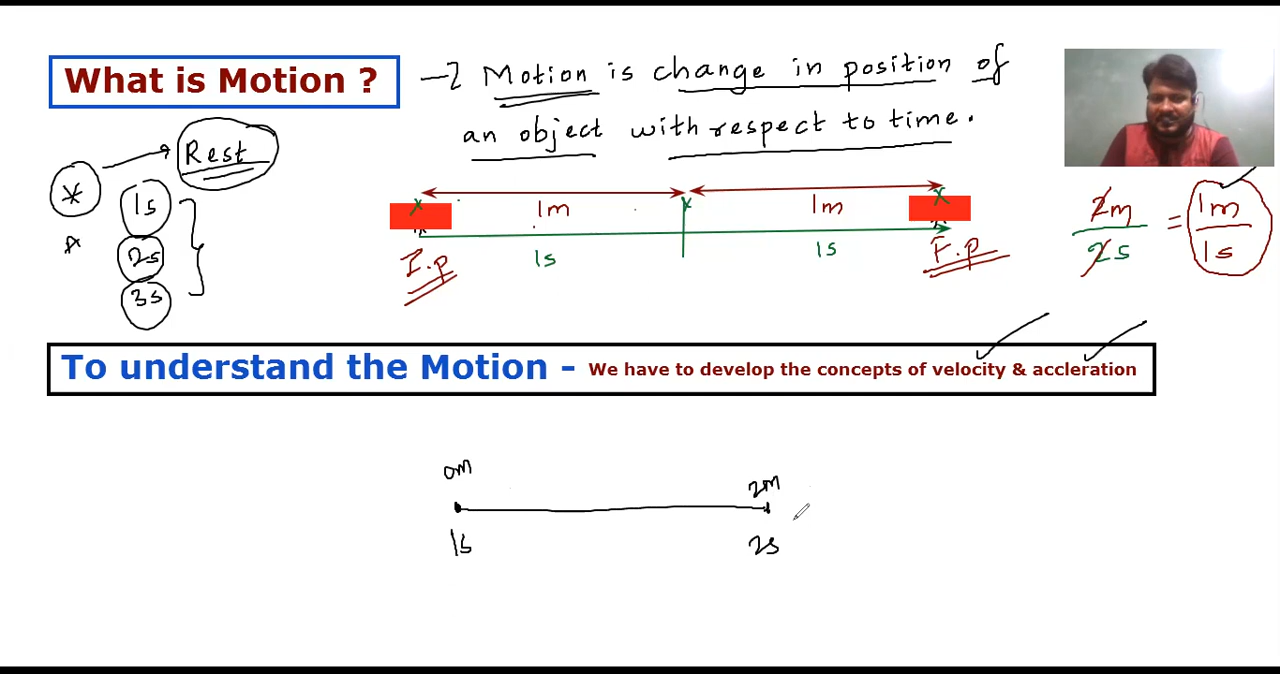 What is Motion ?
Motion is change in position of
an object with respect to time.
Rest
1s
2s
3s
1m
1m
1s
1s
I.p
F.p
2m
2s
=
1m
1s
To understand the Motion - We have to develop the concepts of velocity & accleration
0m
2m
1s
2s